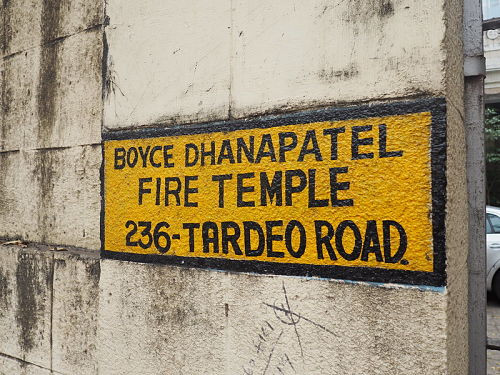 BOYCE DHANAPATEL
FIRE TEMPLE
236-TARDEO ROAD.